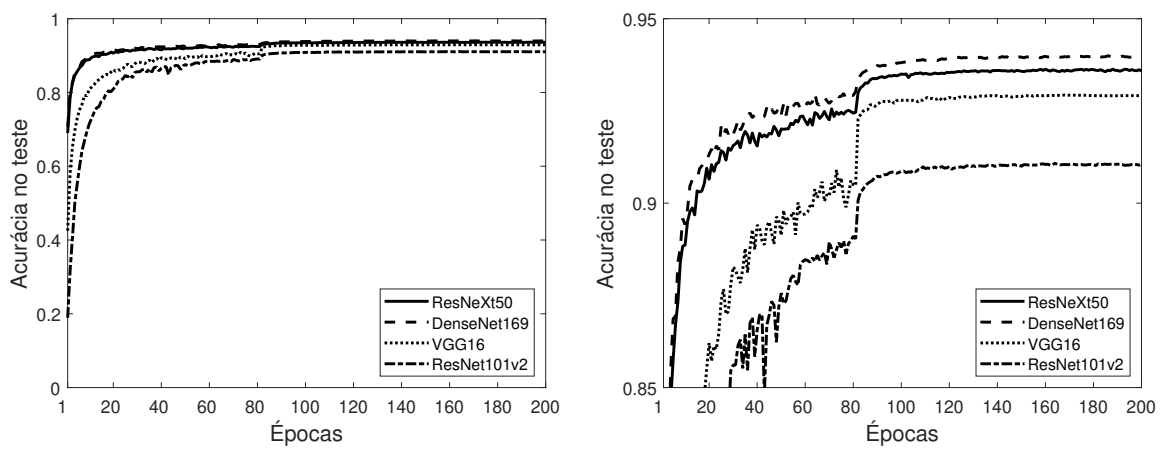 1
0.8
0.6
0.4
0.2
0
Acurácia no teste
1 20 40 60 80 100 120 140 160 180 200
Épocas
ResNeXt50
DenseNet169
VGG16
ResNet101v2
0.95
0.9
0.85
Acurácia no teste
1 20 40 60 80 100 120 140 160 180 200
Épocas
ResNeXt50
DenseNet169
VGG16
ResNet101v2